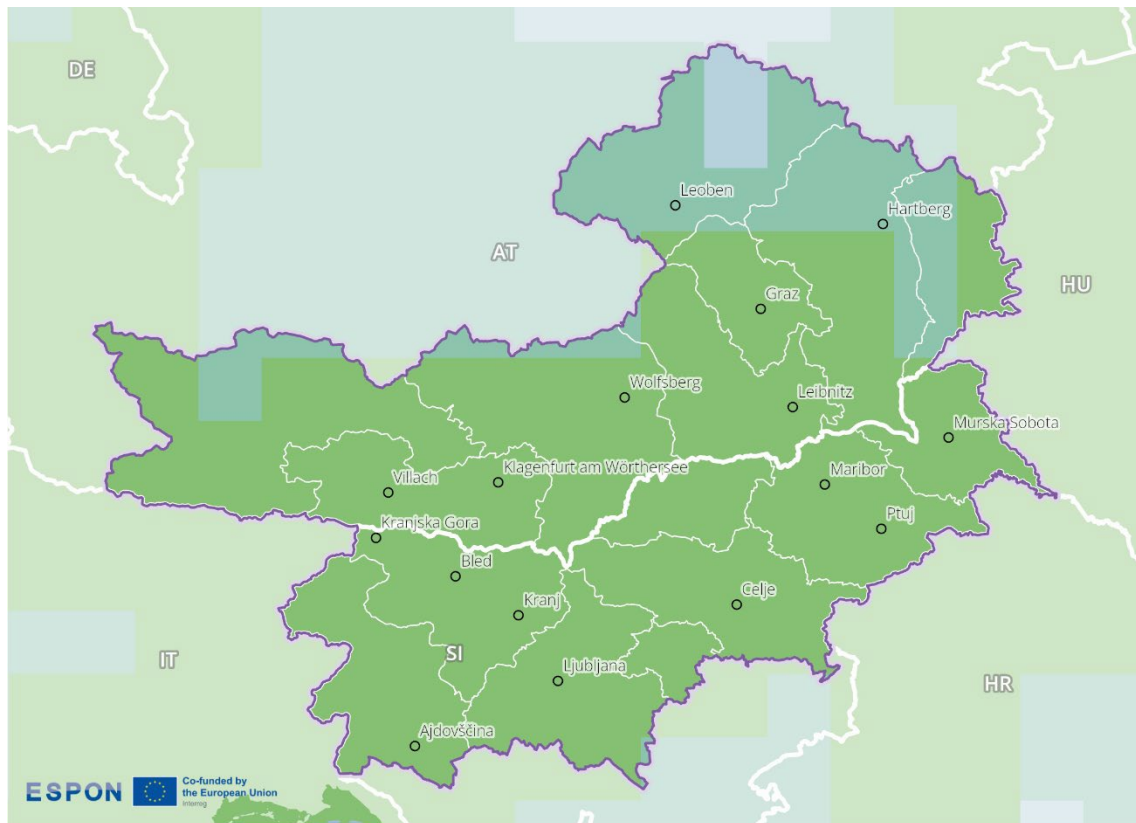 DE
Leoben
Hartberg
AT
HU
Graz
Wolfsberg
Leibnitz
Murska Sobota
Klagenfurt am Wörthersee
Villach
Maribor
Ptuj
Kranjska Gora
Bled
Celje
Kranj
SI
IT
Ljubljana
HR
Ajdovščina
ESPON
Co-funded by
the European Union
Interreg